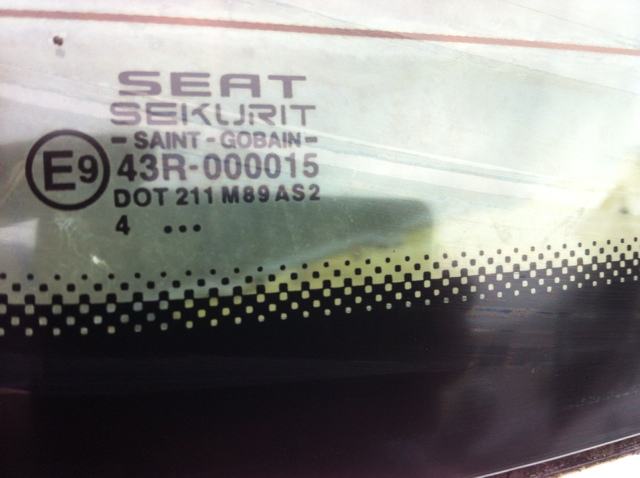 SEAT
SEKURIT
- SAINT - GOBAIN -
E9 43R-000015
DOT 211 M89 AS2
4 ...